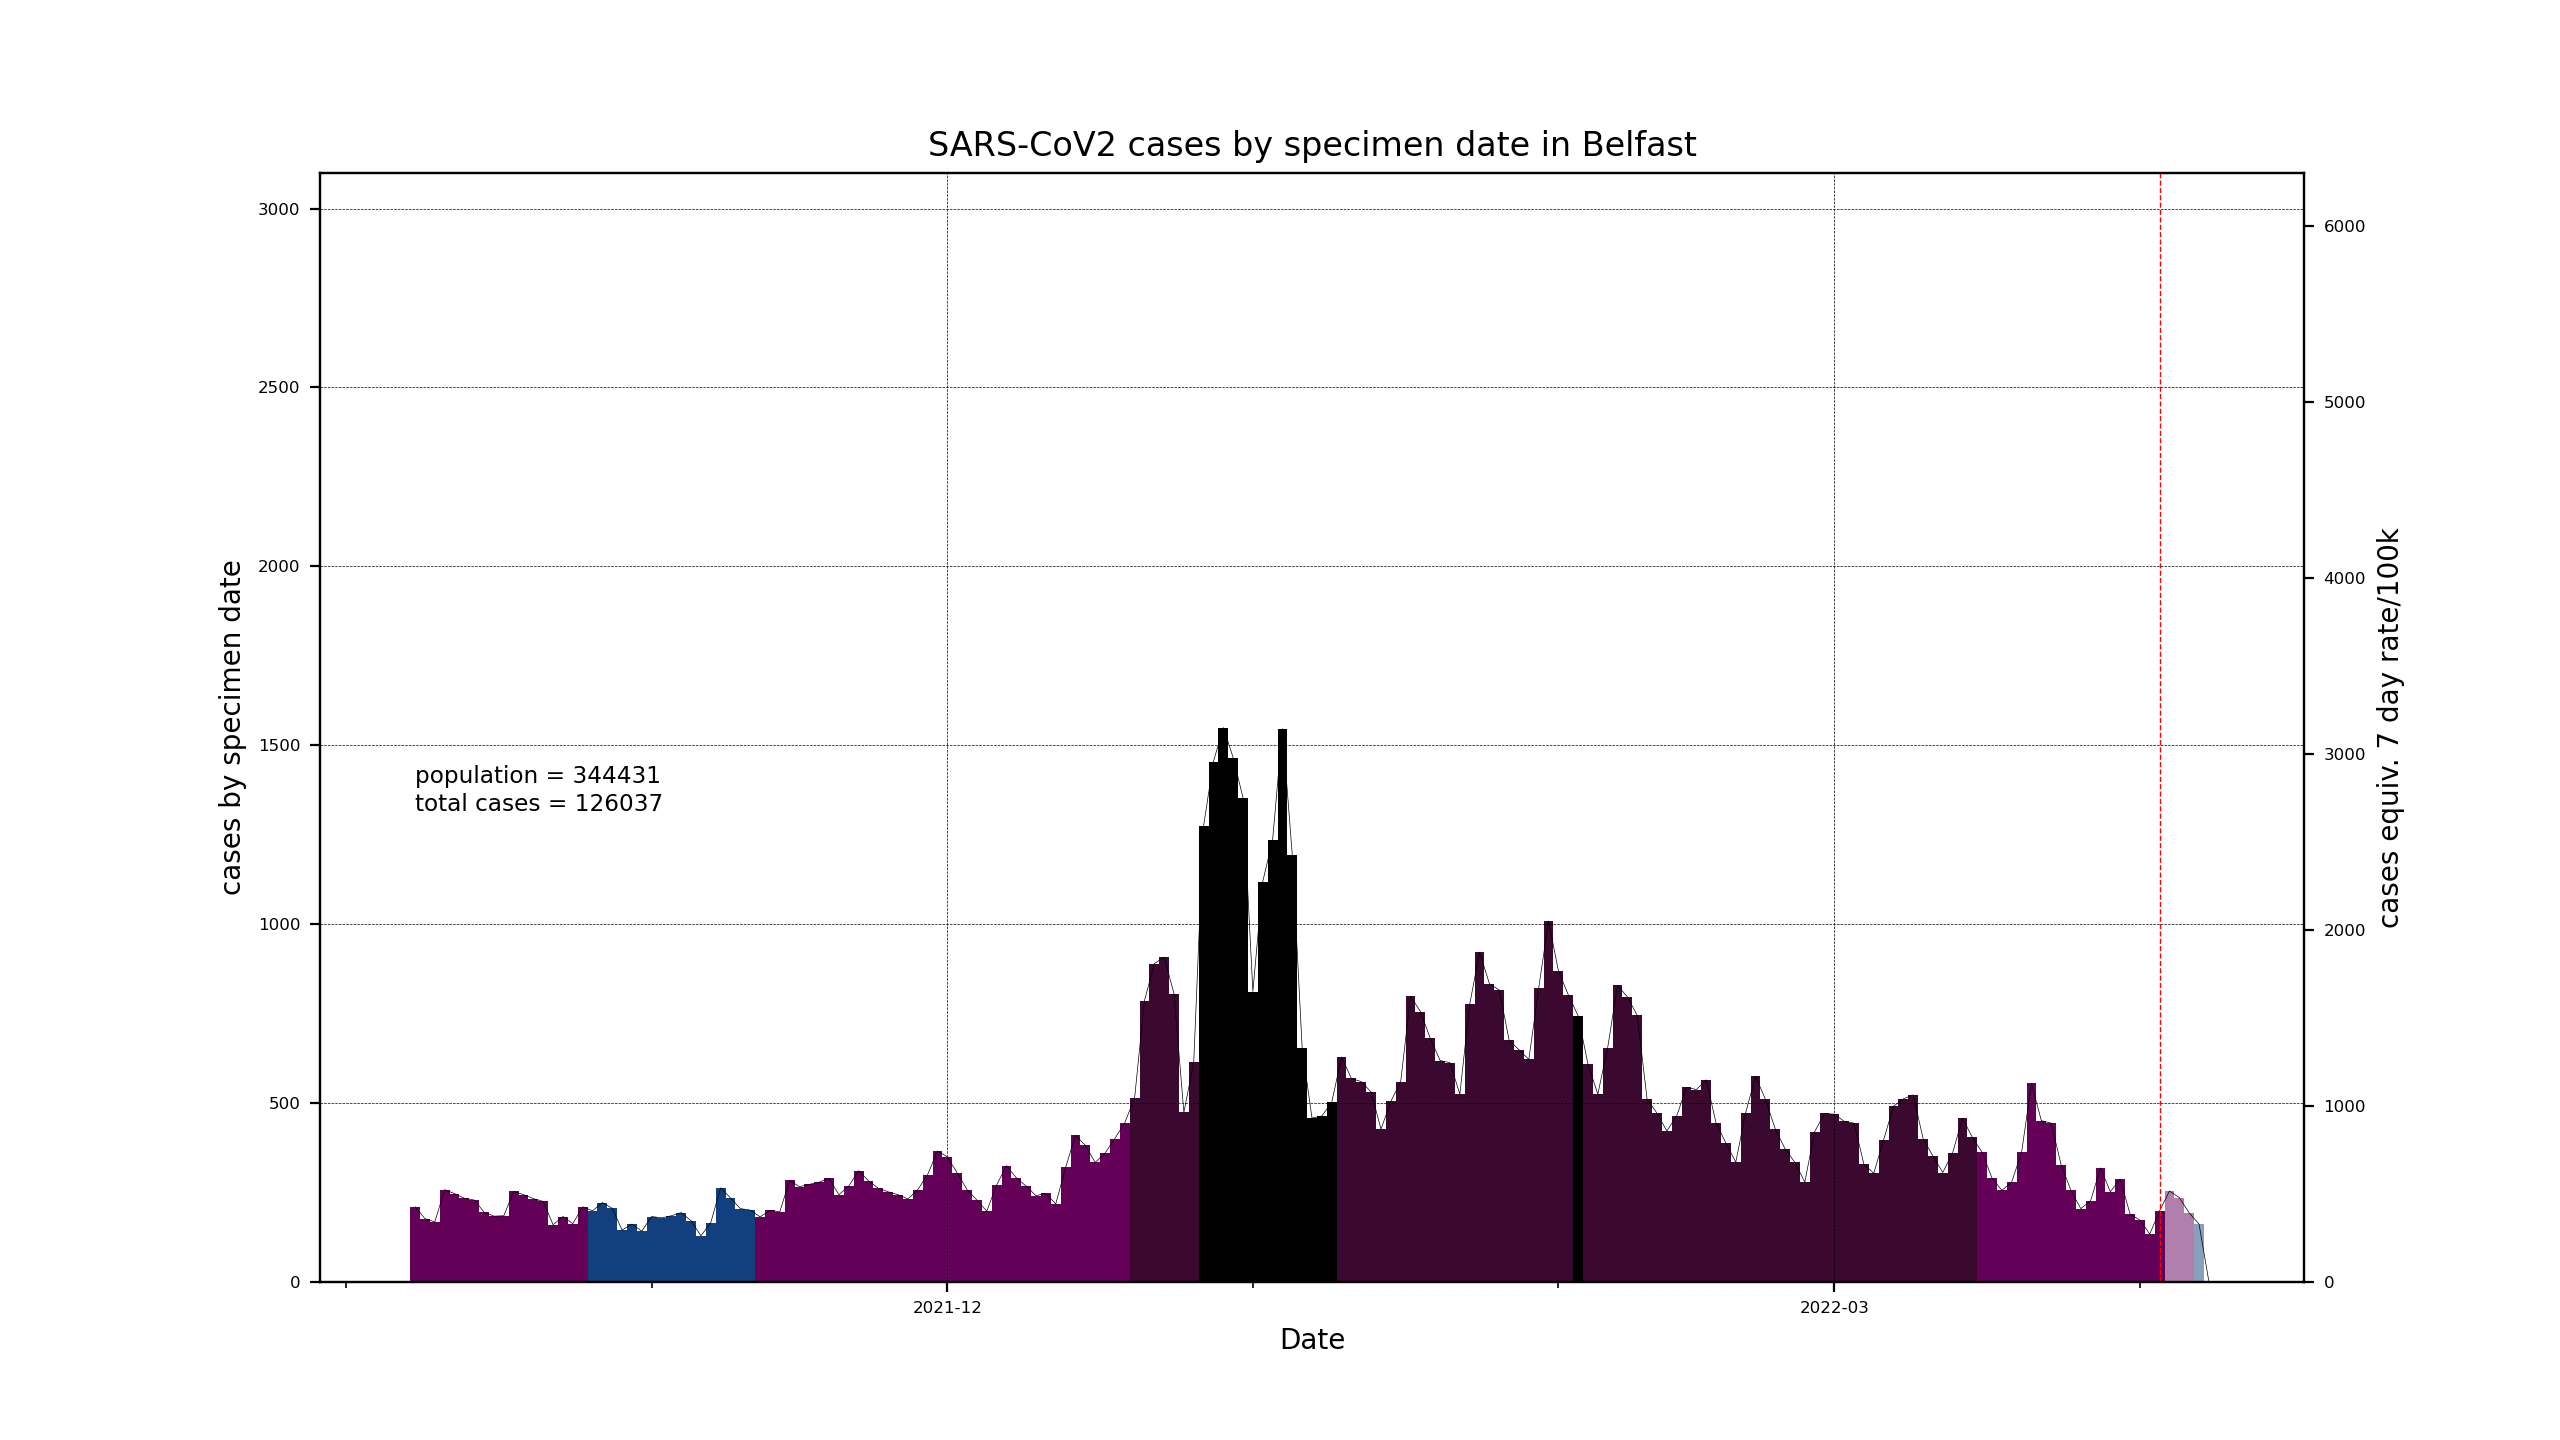 SARS-CoV2 cases by specimen date in Belfast
cases by specimen date
3000
2500
2000
1500
1000
500
0
population = 344431
total cases = 126037
6000
5000
4000
3000
2000
1000
0
cases equiv. 7 day rate/100k
2021-12
2022-03
Date